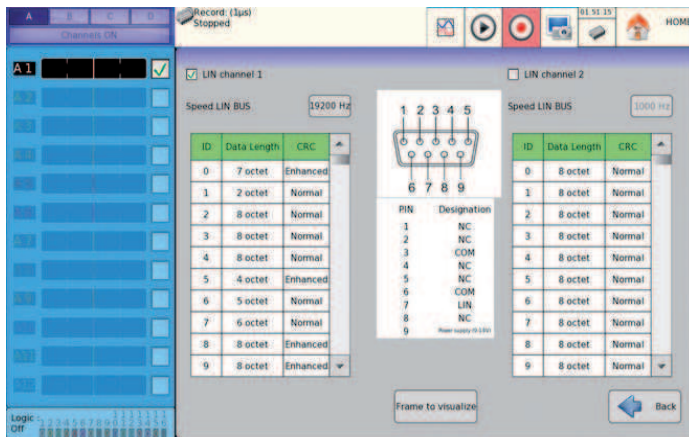 A B C D
Channels ON
Record: (1µs)
Stopped
01 51 15
HOME
A 1
LIN channel 1
Speed LIN BUS 19200 Hz
ID Data Length CRC
0 7 octet Enhanced
1 2 octet Normal
2 8 octet Normal
3 8 octet Normal
4 8 octet Normal
5 4 octet Enhanced
6 5 octet Normal
7 6 octet Normal
8 8 octet Enhanced
9 8 octet Enhanced
1 2 3 4 5
6 7 8 9
PIN Designation
1 NC
2 NC
3 COM
4 NC
5 NC
6 COM
7 LIN
8 NC
9
Frame to visualize
LIN channel 2
Speed LIN BUS 1000 Hz
ID Data Length CRC
0 8 octet Normal
1 8 octet Normal
2 8 octet Normal
3 8 octet Normal
4 8 octet Normal
5 8 octet Normal
6 8 octet Normal
7 8 octet Normal
8 8 octet Normal
9 8 octet Normal
Back
Logic :
Off